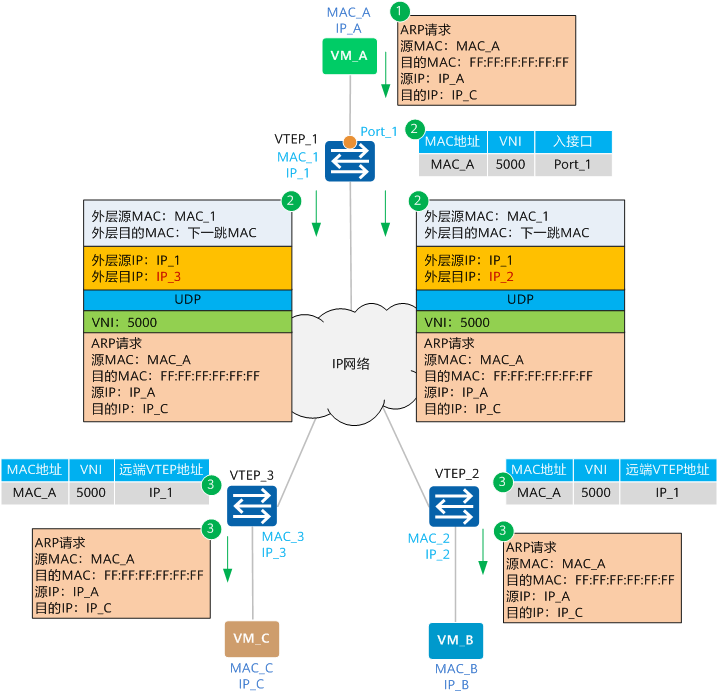 MAC_A
IP_A
VM_A
1
ARP请求
源MAC：MAC_A
目的MAC：FF:FF:FF:FF:FF:FF
源IP：IP_A
目的IP：IP_C
VTEP_1
MAC_1
IP_1
Port_1
2
MAC地址 VNI 入接口
MAC_A 5000 Port_1
2
外层源MAC：MAC_1
外层目的MAC：下一跳MAC
外层源IP：IP_1
外层目IP：IP_3
UDP
VNI：5000
ARP请求
源MAC：MAC_A
目的MAC：FF:FF:FF:FF:FF:FF
源IP：IP_A
目的IP：IP_C
2
外层源MAC：MAC_1
外层目的MAC：下一跳MAC
外层源IP：IP_1
外层目IP：IP_2
UDP
VNI：5000
ARP请求
源MAC：MAC_A
目的MAC：FF:FF:FF:FF:FF:FF
源IP：IP_A
目的IP：IP_C
IP网络
MAC地址 VNI 远端VTEP地址
MAC_A 5000 IP_1
3
VTEP_3
MAC_3
IP_3
3
ARP请求
源MAC：MAC_A
目的MAC：FF:FF:FF:FF:FF:FF
源IP：IP_A
目的IP：IP_C
VM_C
MAC_C
IP_C
VTEP_2
MAC_2
IP_2
3
MAC地址 VNI 远端VTEP地址
MAC_A 5000 IP_1
3
ARP请求
源MAC：MAC_A
目的MAC：FF:FF:FF:FF:FF:FF
源IP：IP_A
目的IP：IP_C
VM_B
MAC_B
IP_B